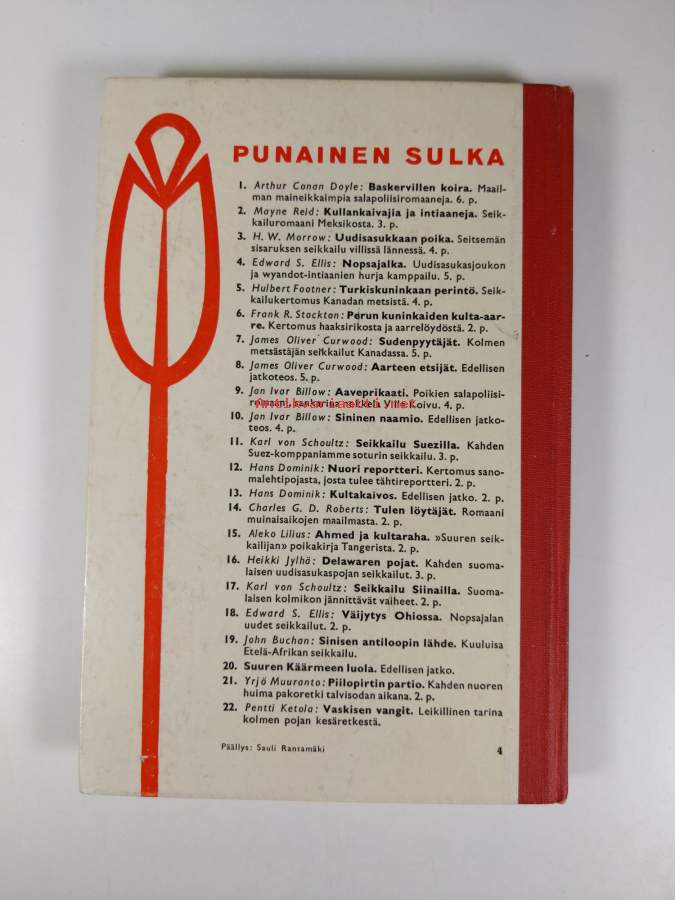 PUNAINEN SULKA
1. Arthur Conan Doyle: Baskervillen koira. Maail-
man maineikkaimpia salapoliisiromaaneja. 6. p.
2. Mayne Reid: Kullankaivajia ja intiaaneja. Seik-
kailuromaani Meksikosta. 3. p.
3. H. W. Morrow: Uudisasukkaan poika. Seitsemän
sisaruksen seikkailu villissä lännessä. 4. p.
4. Edward S. Ellis: Nopsajalka. Uudisasukasjoukon
ja wyandot-intiaanien hurja kamppailu. 5. p.
5. Hulbert Footner: Turkiskuninkaan perintö. Seik-
kailukertomus Kanadan metsistä. 4. p.
6. Frank R. Stockton: Perun kuninkaiden kulta-aar-
re. Kertomus haaksirikosta ja aarrelöydöstä. 2. p.
7. James Oliver Curwood: Sudenpyytäjät. Kolmen
metsästäjän seikkailut Kanadassa. 5. p.
8. James Oliver Curwood: Aarteen etsijät. Edellisen
jatkoteos. 5. p.
9. Jan Ivar Billow: Aaveprikaati. Poikien salapoliisi-
Antikvariaatti.net
Koivu. 4. p.
10. Jan Ivar Billow: Sininen naamio. Edellisen jatko-
teos. 4. p.
11. Karl von Schoultz: Seikkailu Suezilla. Kahden
Suez-komppaniamme soturin seikkailu. 3. p.
12. Hans Dominik: Nuori reportteri. Kertomus sano-
malehtipojasta, josta tulee tähtireportteri. 2. p.
13. Hans Dominik: Kultakaivos. Edellisen jatko. 2. p.
14. Charles G. D. Roberts: Tulen löytäjät. Romaani
muinaisaikojen maailmasta. 2. p.
15. Aleko Lilius: Ahmed ja kultaraha. »Suuren seik-
kailijan» poikakirja Tangerista. 2. p.
16. Heikki Jylhä: Delawaren pojat. Kahden suoma-
laisen uudisasukaspojan seikkailut. 3. p.
17. Karl von Schoultz: Seikkailu Siinailla. Suoma-
laisen kolmikon jännittävät vaiheet. 2. p.
18. Edward S. Ellis: Väijytys Ohiossa. Nopsajalan
uudet seikkailut. 2. p.
19. John Buchan: Sinisen antiloopin lähde. Kuuluisa
Etelä-Afrikan seikkailu.
20. Suuren Käärmeen luola. Edellisen jatko.
21. Yrjö Muuranto: Piilopirtin partio. Kahden nuoren
huima pakoretki talvisodan aikana. 2. p.
22. Pentti Ketola: Vaskisen vangit. Leikillinen tarina
kolmen pojan kesäretkestä.
Päällys: Sauli Rantamäki 4